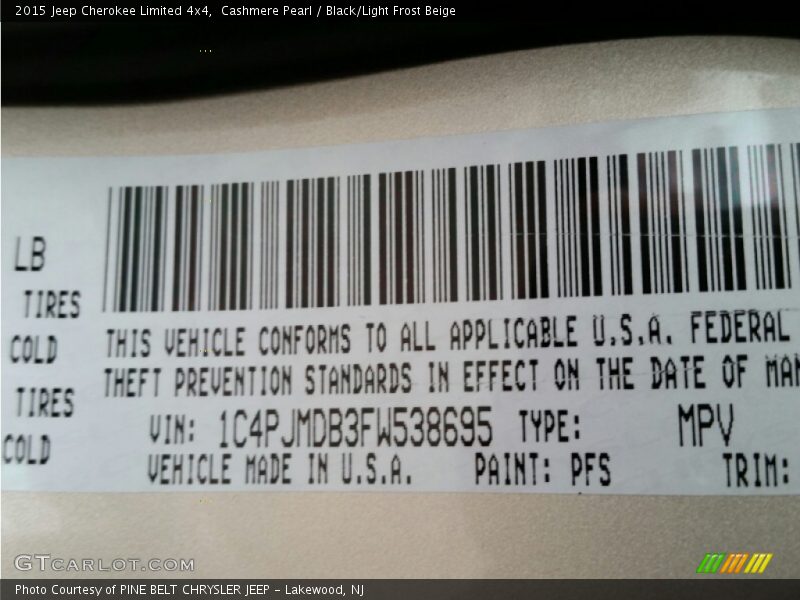 2015 Jeep Cherokee Limited 4x4,  Cashmere Pearl / Black/Light Frost Beige
LB
TIRES
COLD
TIRES
COLD
THIS VEHICLE CONFORMS TO ALL APPLICABLE U.S.A. FEDERAL
THEFT PREVENTION STANDARDS IN EFFECT ON THE DATE OF MAN
VIN: 1C4PJMDB3FW538695 TYPE: MPV
VEHICLE MADE IN U.S.A. PAINT: PFS TRIM:
GTCARLOT.COM
Photo Courtesy of PINE BELT CHRYSLER JEEP - Lakewood, NJ